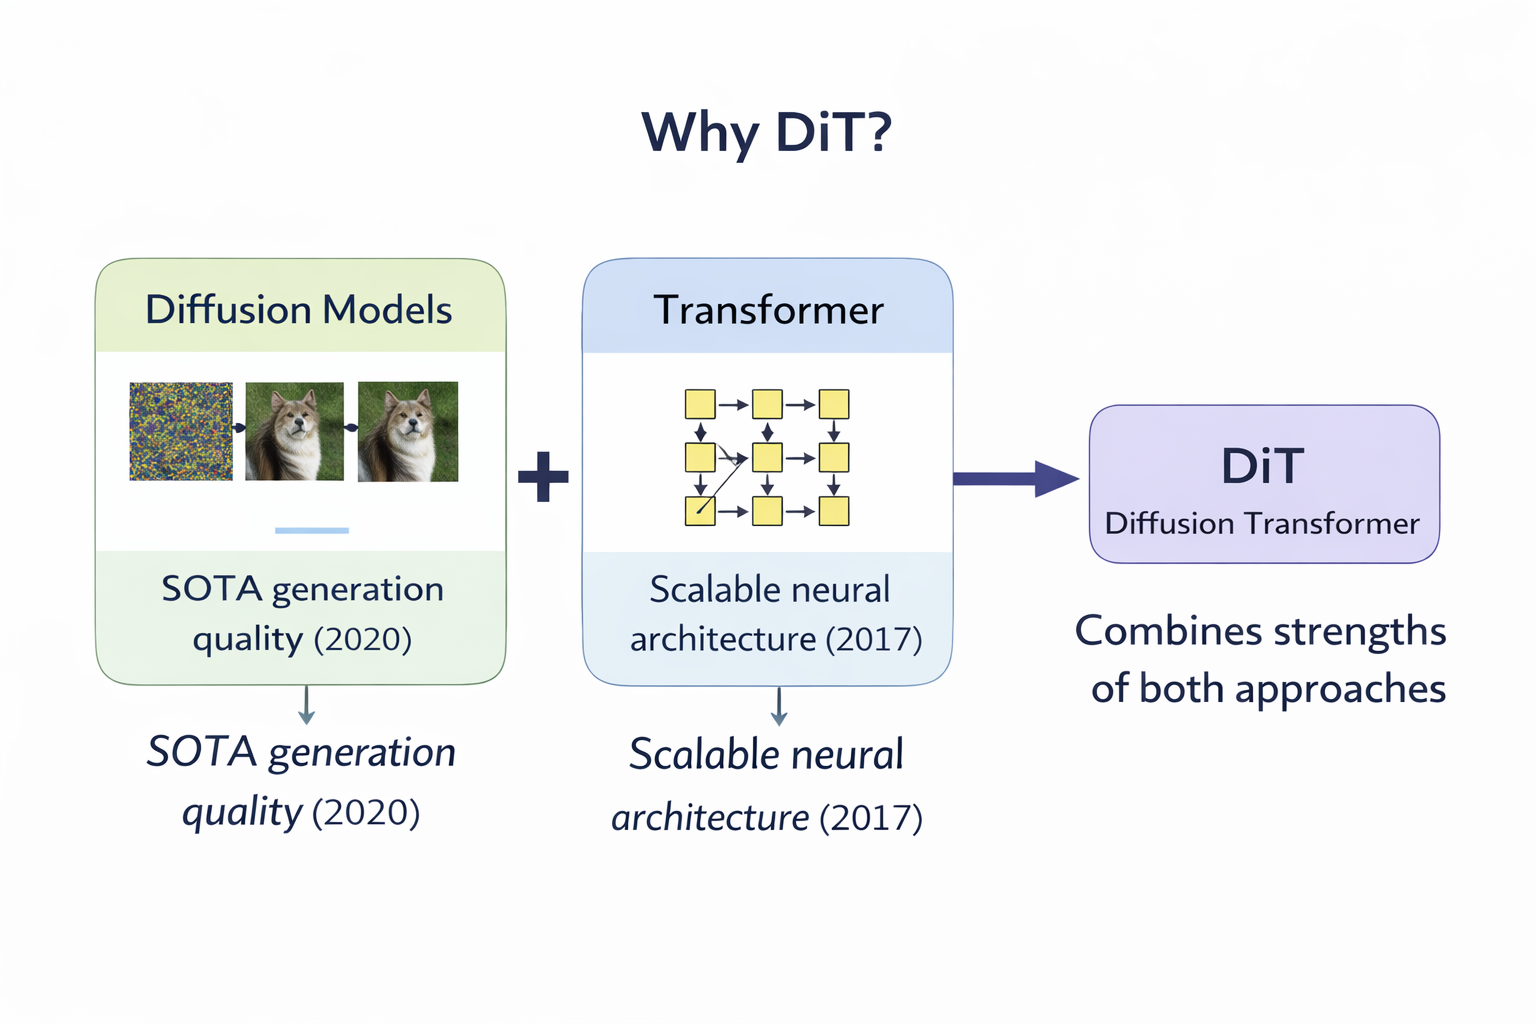 Why DiT?
Diffusion Models
SOTA generation
quality (2020)
SOTA generation
quality (2020)
Transformer
Scalable neural
architecture (2017)
Scalable neural
architecture (2017)
DiT
Diffusion Transformer
Combines strengths
of both approaches